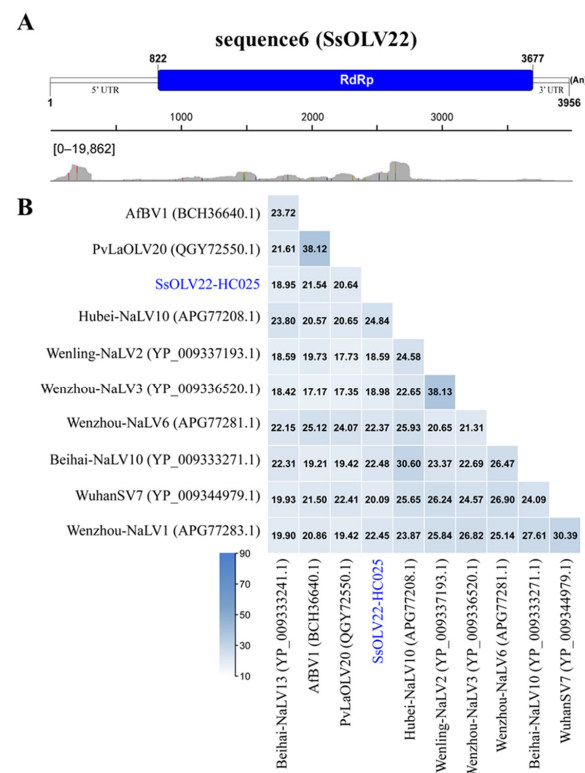 A
sequence6 (SsOLV22)
822 3677
RdRp
5' UTR 3' UTR (An)
1 3956
1000 2000 3000
[0–19,862]
B
AfBV1 (BCH36640.1) 23.72
PvLaOLV20 (QGY72550.1) 21.61 38.12
SsOLV22-HC025 18.95 21.54 20.64
Hubei-NaLV10 (APG77208.1) 23.80 20.57 20.65 24.84
Wenling-NaLV2 (YP_009337193.1) 18.59 19.73 17.73 18.59 24.58
Wenzhou-NaLV3 (YP_009336520.1) 18.42 17.17 17.35 18.98 22.65 38.13
Wenzhou-NaLV6 (APG77281.1) 22.15 25.12 24.07 22.37 25.93 20.65 21.31
Beihai-NaLV10 (YP_009333271.1) 22.31 19.21 19.42 22.48 30.60 23.37 22.69 26.47
WuhanSV7 (YP_009344979.1) 19.93 21.50 22.41 20.09 25.65 26.24 24.57 26.90 24.09
Wenzhou-NaLV1 (APG77283.1) 19.90 20.86 19.42 22.45 23.87 25.84 26.82 25.14 27.61 30.39
90
70
50
30
10
Beihai-NaLV13 (YP_009333241.1)
AfBV1 (BCH36640.1)
PvLaOLV20 (QGY72550.1)
SsOLV22-HC025
Hubei-NaLV10 (APG77208.1)
Wenling-NaLV2 (YP_009337193.1)
Wenzhou-NaLV3 (YP_009336520.1)
Wenzhou-NaLV6 (APG77281.1)
Beihai-NaLV10 (YP_009333271.1)
WuhanSV7 (YP_009344979.1)